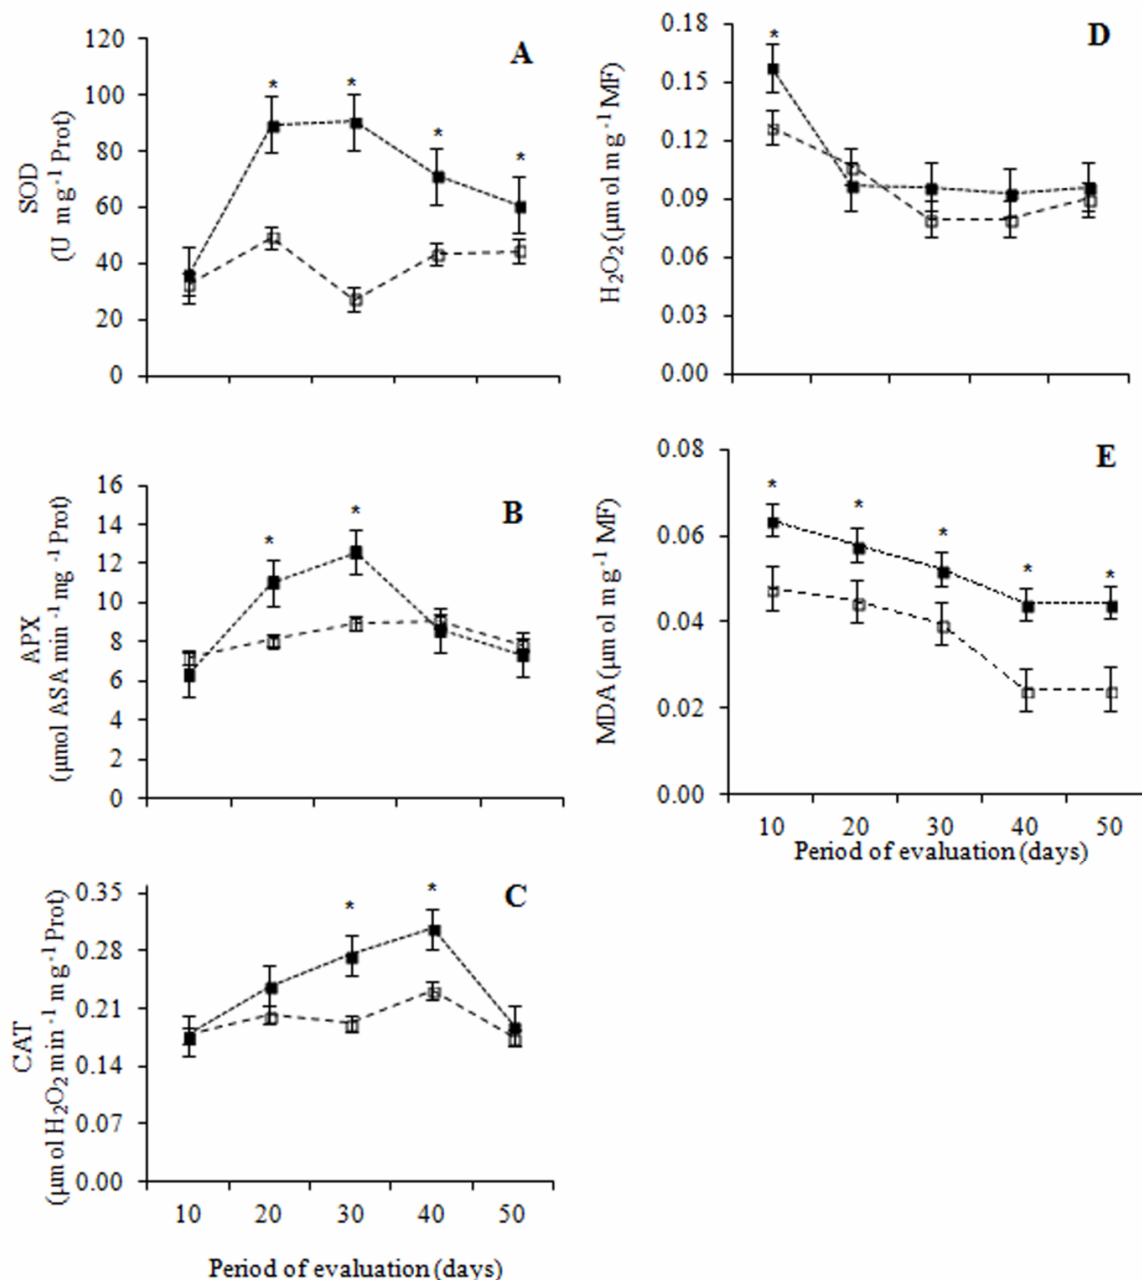 A
SOD
(U mg-1 Prot)
120
100
80
60
40
20
0
* * * *
B
APX
(μmol ASA min -1 mg -1 Prot)
16
14
12
10
8
6
4
2
0
* *
C
CAT
(μmol H2O2 min -1 mg -1 Prot)
0.35
0.28
0.21
0.14
0.07
0.00
* *
10 20 30 40 50
Period of evaluation (days)
D
H2O2 (μmol mg -1 MF)
0.18
0.15
0.12
0.09
0.06
0.03
0.00
*
E
MDA (μmol mg -1 MF)
0.08
0.06
0.04
0.02
0.00
* * * * *
10 20 30 40 50
Period of evaluation (days)